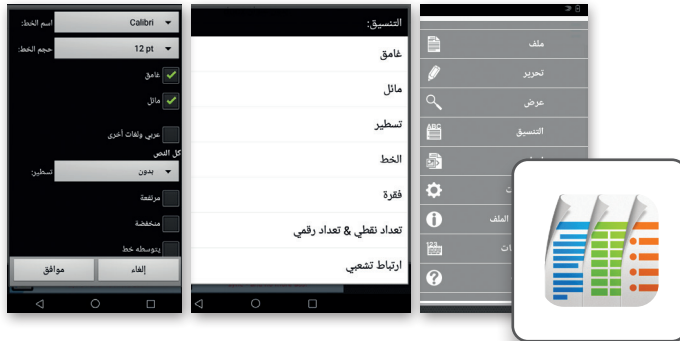 اسم الخط: Calibri
حجم الخط: 12 pt
غامق
مائل
عربي ولغات أخرى
كل النص
تسطير: بدون
مرتفعة
منخفضة
يتوسطه خط
موافق
إلغاء
التنسيق:
غامق
مائل
تسطير
الخط
فقرة
تعداد نقطي & تعداد رقمي
ارتباط تشعبي
ملف
تحرير
عرض
ABC
التنسيق
الملف
123